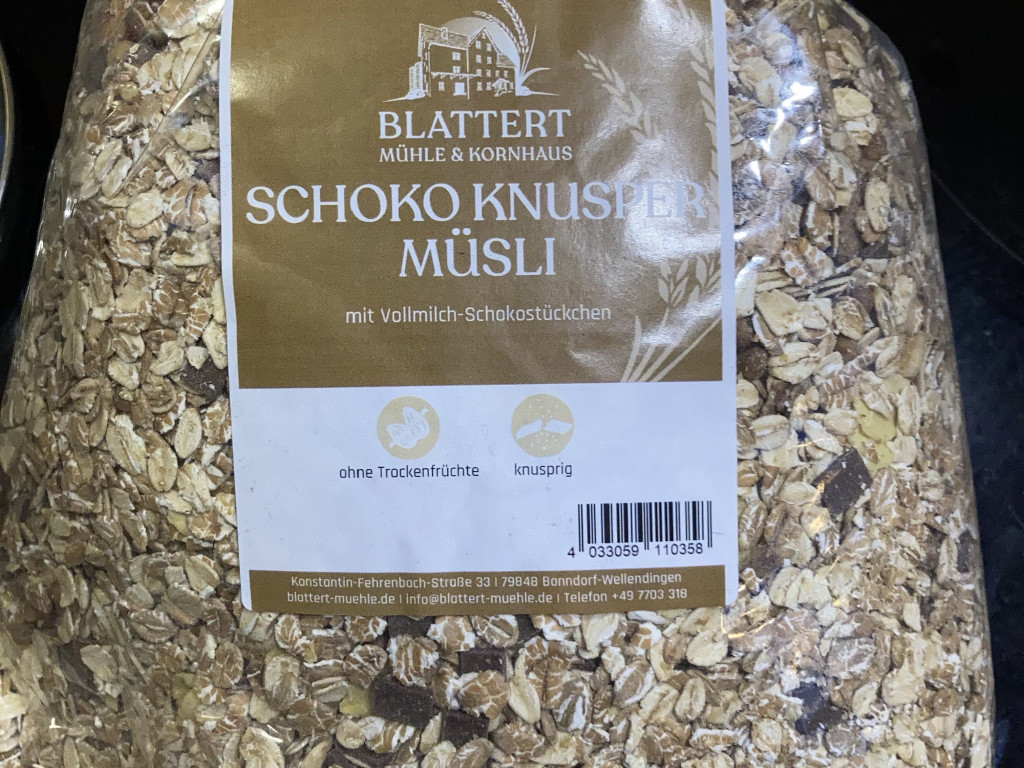 BLATTERT
MÜHLE & KORNHAUS
SCHOKO KNUSPER
MÜSLI
mit Vollmilch-Schokostückchen
ohne Trockenfrüchte
knusprig
4 033059 110358
Konstantin-Fehrenbach-Straße 33 | 79848 Bonndorf-Wellendingen
blattert-muehle.de | info@blattert-muehle.de | Telefon +49 7703 318